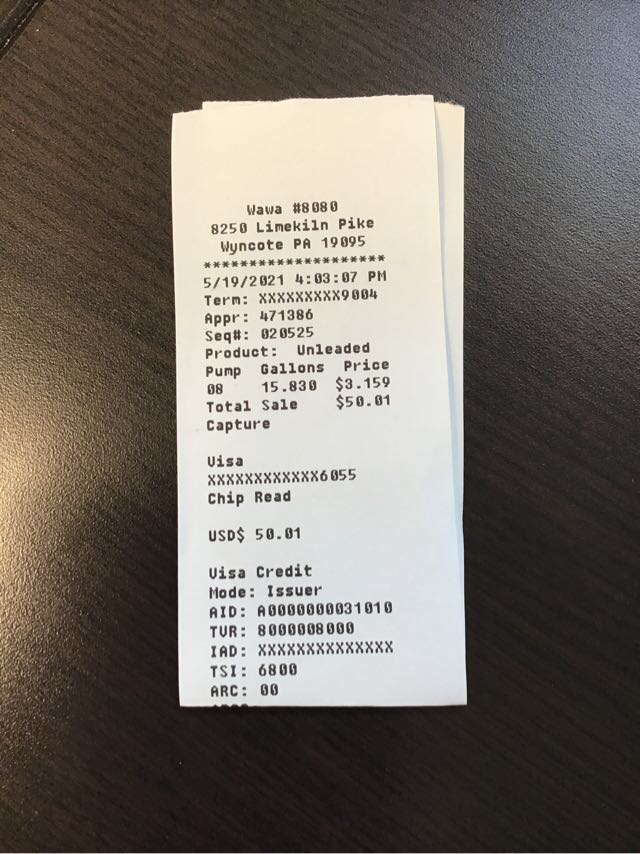 Wawa #8080
8250 Limekiln Pike
Wyncote PA 19095
********************
5/19/2021 4:03:07 PM
Term: XXXXXXXXX9004
Appr: 471386
Seq#: 020525
Product: Unleaded
Pump Gallons Price
08 15.830 $3.159
Total Sale $50.01
Capture
Visa
XXXXXXXXXXXX6055
Chip Read
USD$ 50.01
Visa Credit
Mode: Issuer
AID: A0000000031010
TVR: 8000008000
IAD: XXXXXXXXXXXXXX
TSI: 6800
ARC: 00